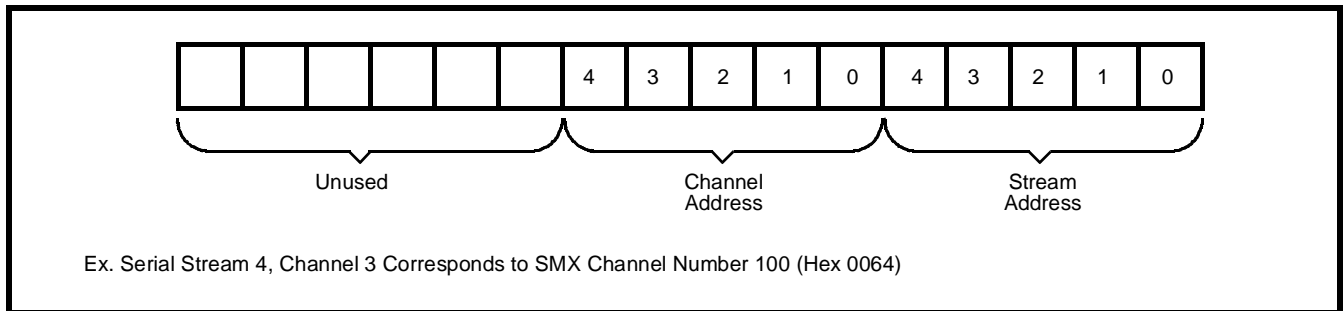 4 3 2 1 0 4 3 2 1 0
Unused
Channel
Address
Stream
Address
Ex. Serial Stream 4, Channel 3 Corresponds to SMX Channel Number 100 (Hex 0064)